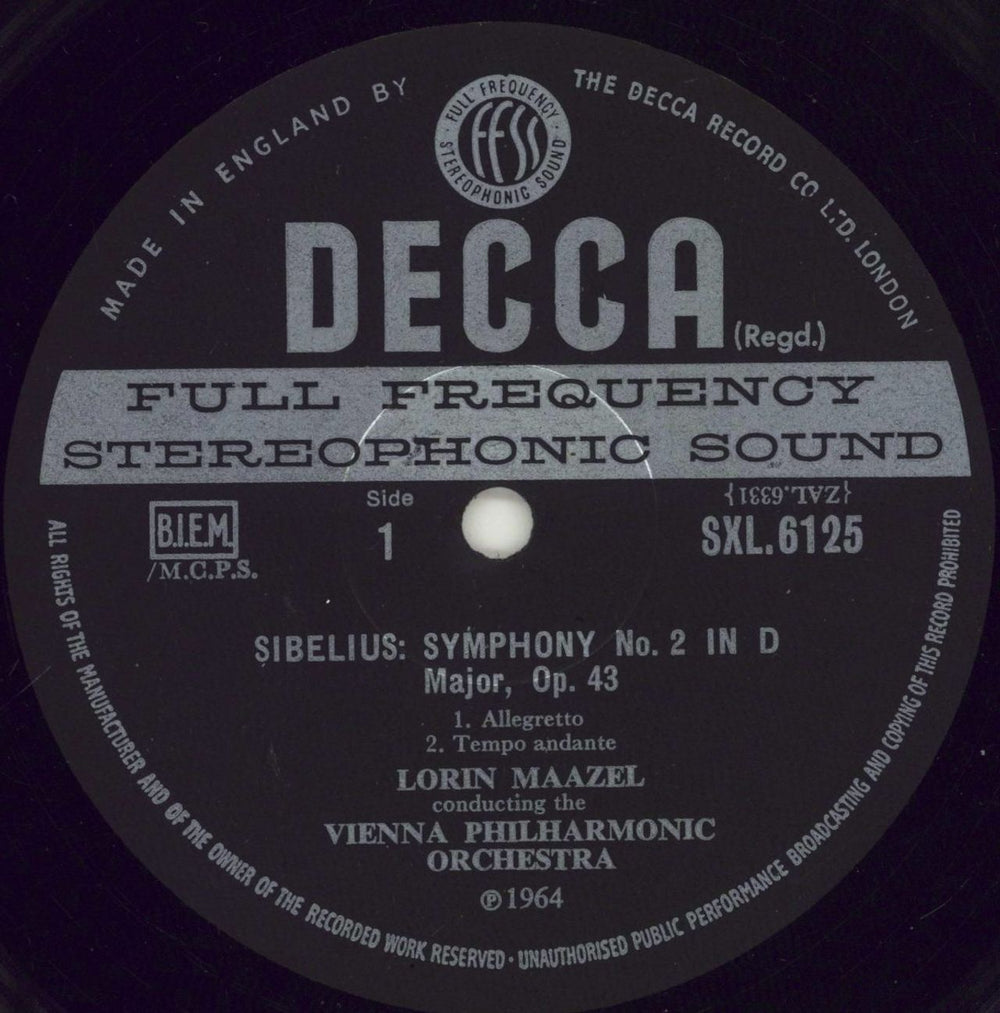 MADE IN ENGLAND BY
THE DECCA RECORD CO LTD. LONDON
FULL FREQUENCY
STEREOPHONIC SOUND
FFSS
DECCA (Regd.)
FULL FREQUENCY
STEREOPHONIC SOUND
B.I.E.M.
/M.C.P.S.
Side
1
{ZAL.6331}
SXL.6125
SIBELIUS: SYMPHONY No. 2 IN D
Major, Op. 43
1. Allegretto
2. Tempo andante
LORIN MAAZEL
conducting the
VIENNA PHILHARMONIC
ORCHESTRA
℗1964
ALL RIGHTS OF THE MANUFACTURER AND OF THE OWNER OF THE RECORDED WORK RESERVED · UNAUTHORISED PUBLIC PERFORMANCE BROADCASTING AND COPYING OF THIS RECORD PROHIBITED